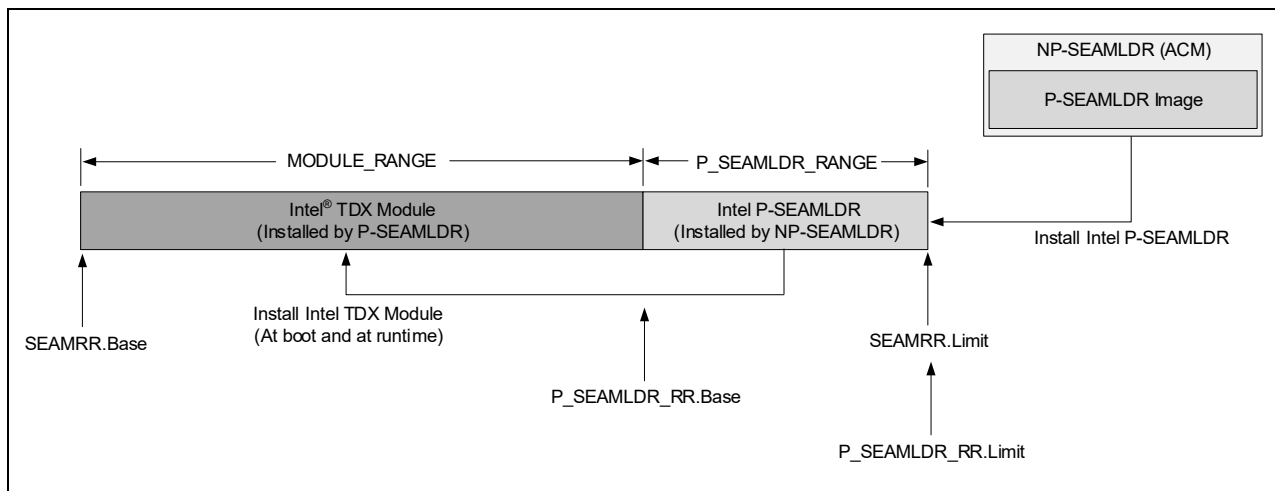 NP-SEAMLDR (ACM)
P-SEAMLDR Image
MODULE_RANGE
P_SEAMLDR_RANGE
Intel® TDX Module
(Installed by P-SEAMLDR)
Intel P-SEAMLDR
(Installed by NP-SEAMLDR)
Install Intel P-SEAMLDR
Install Intel TDX Module
(At boot and at runtime)
SEAMRR.Base
SEAMRR.Limit
P_SEAMLDR_RR.Base
P_SEAMLDR_RR.Limit